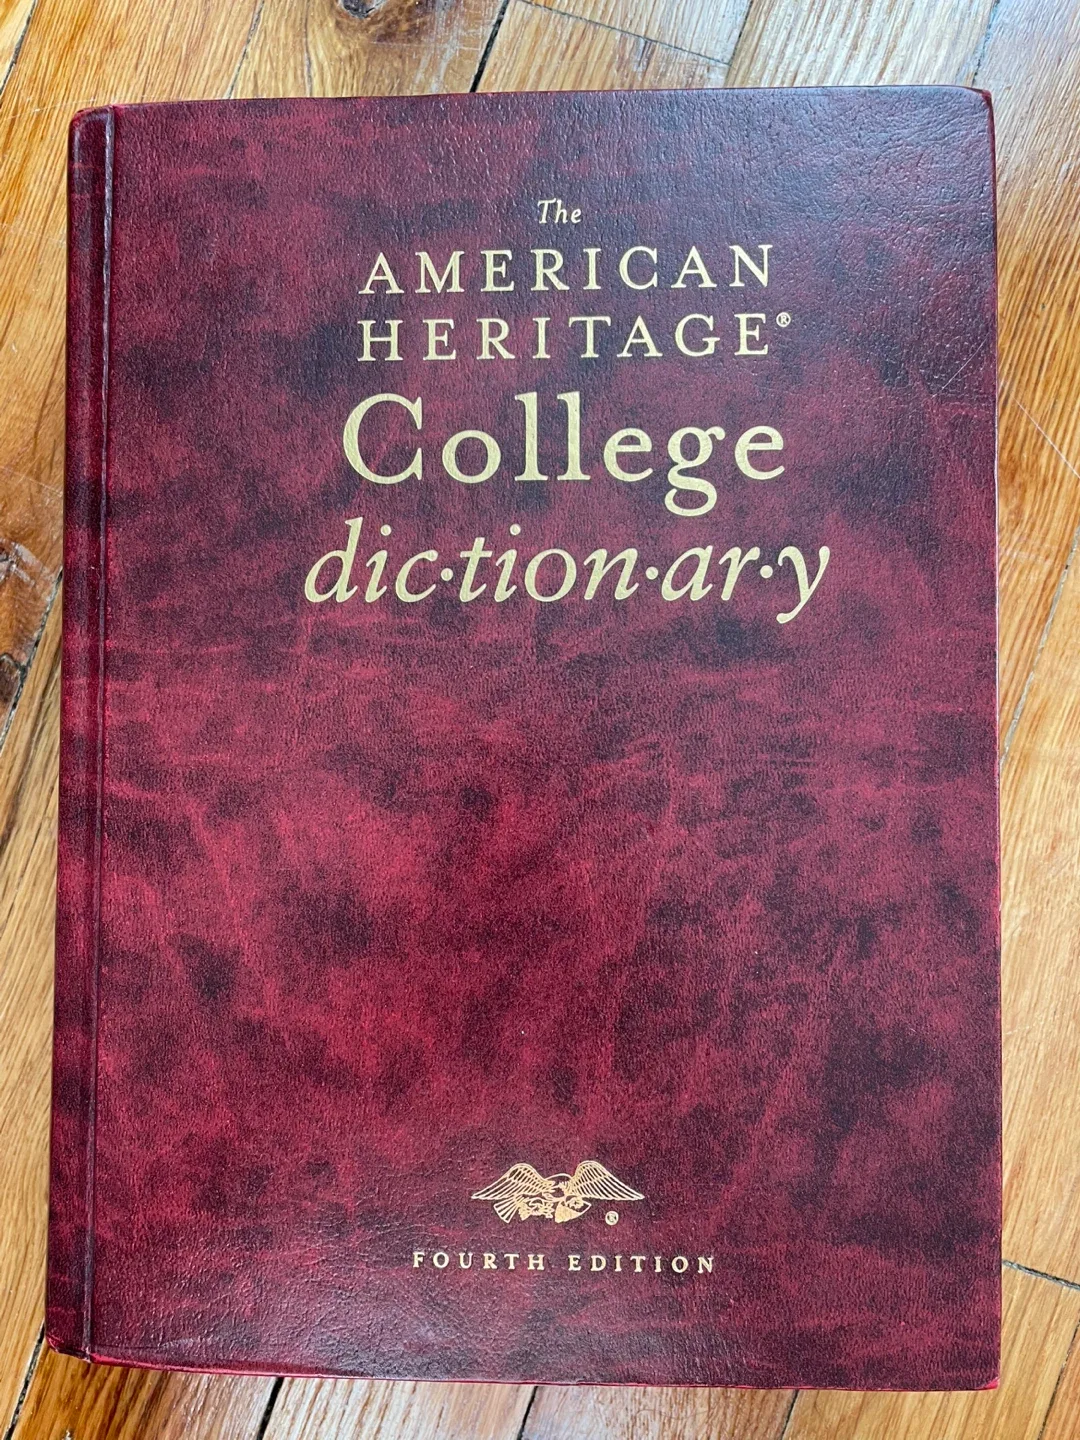 The
AMERICAN
HERITAGE®
College
dic·tion·ar·y
®
FOURTH EDITION